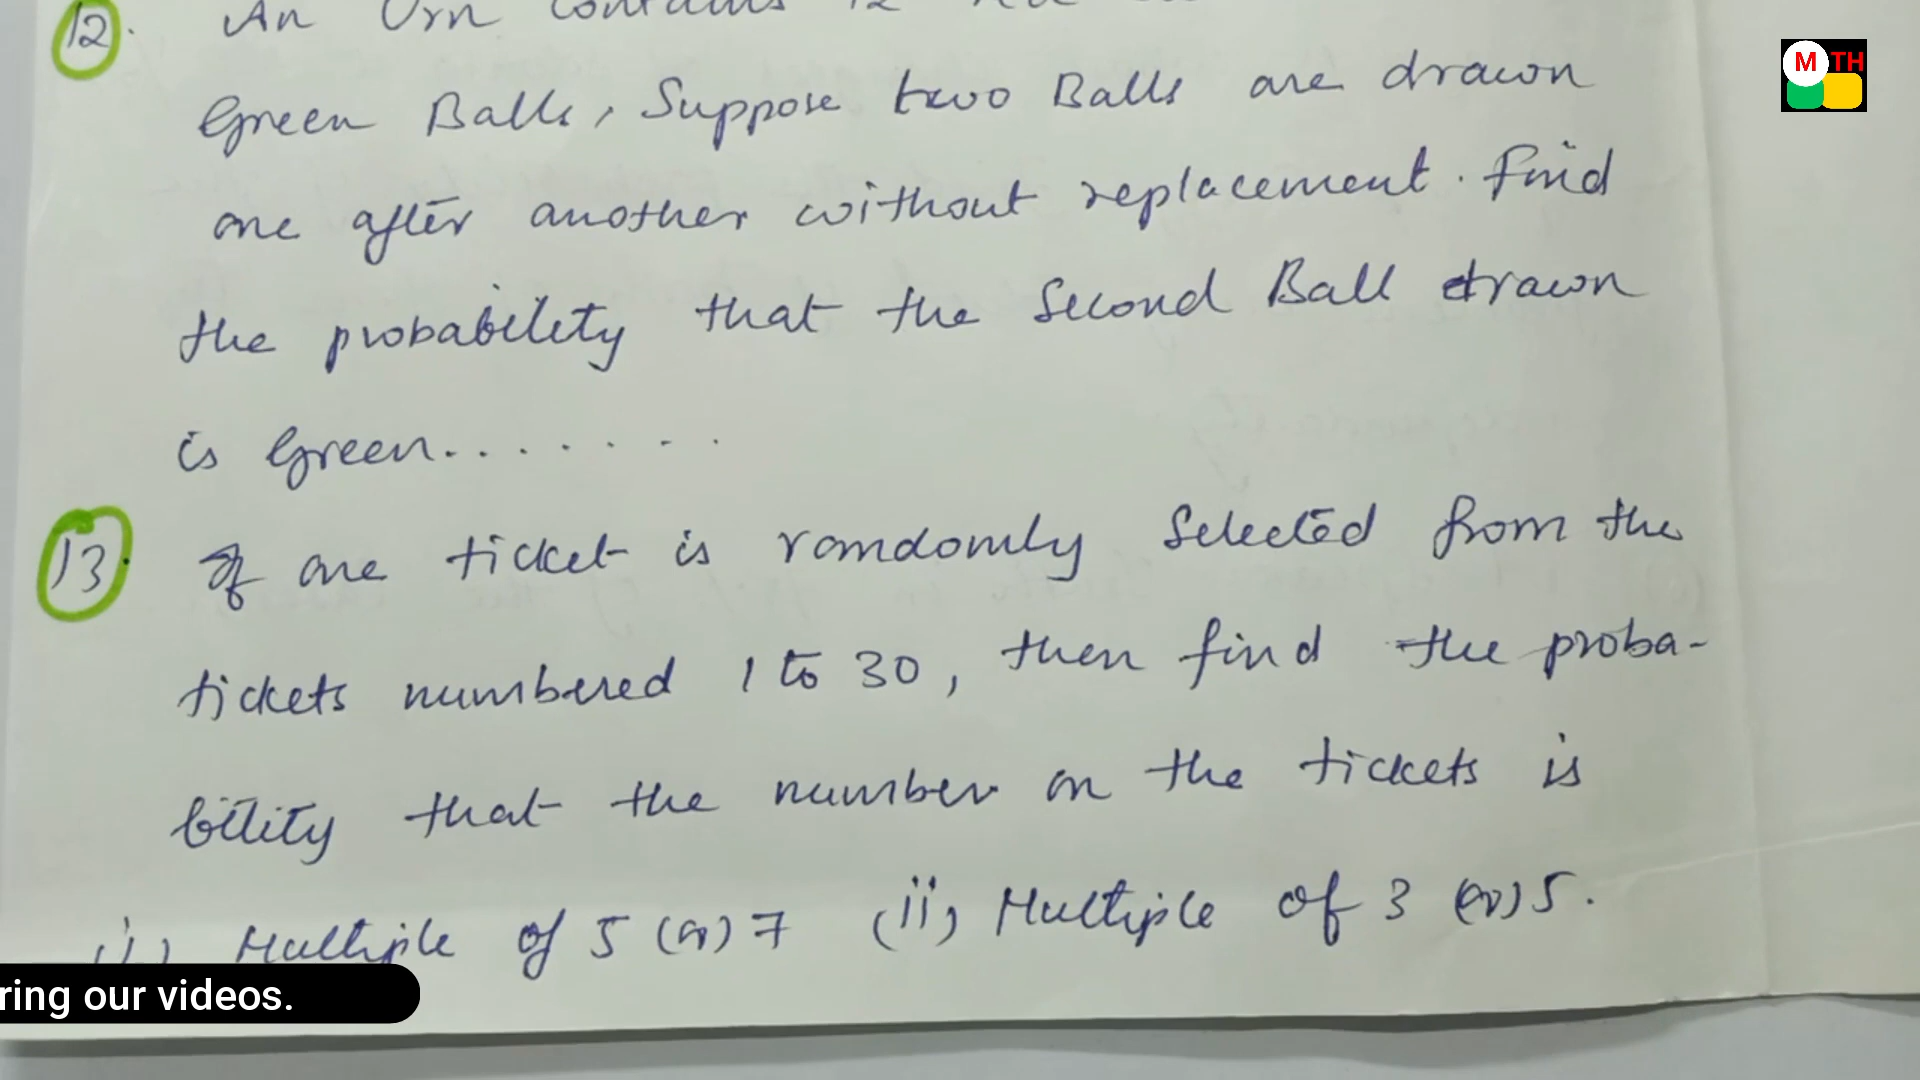 12. An Urn contains 12
Green Balls, Suppose two Balls are drawn
one after another without replacement. Find
the probability that the Second Ball drawn
is Green.......
13. If one ticket is randomly Selected from the
tickets numbered 1 to 30, then find the proba-
bility that the number on the tickets is
i) Multiple of 5 (or) 7 (ii) Multiple of 3 (or) 5.
ring our videos.
M TH